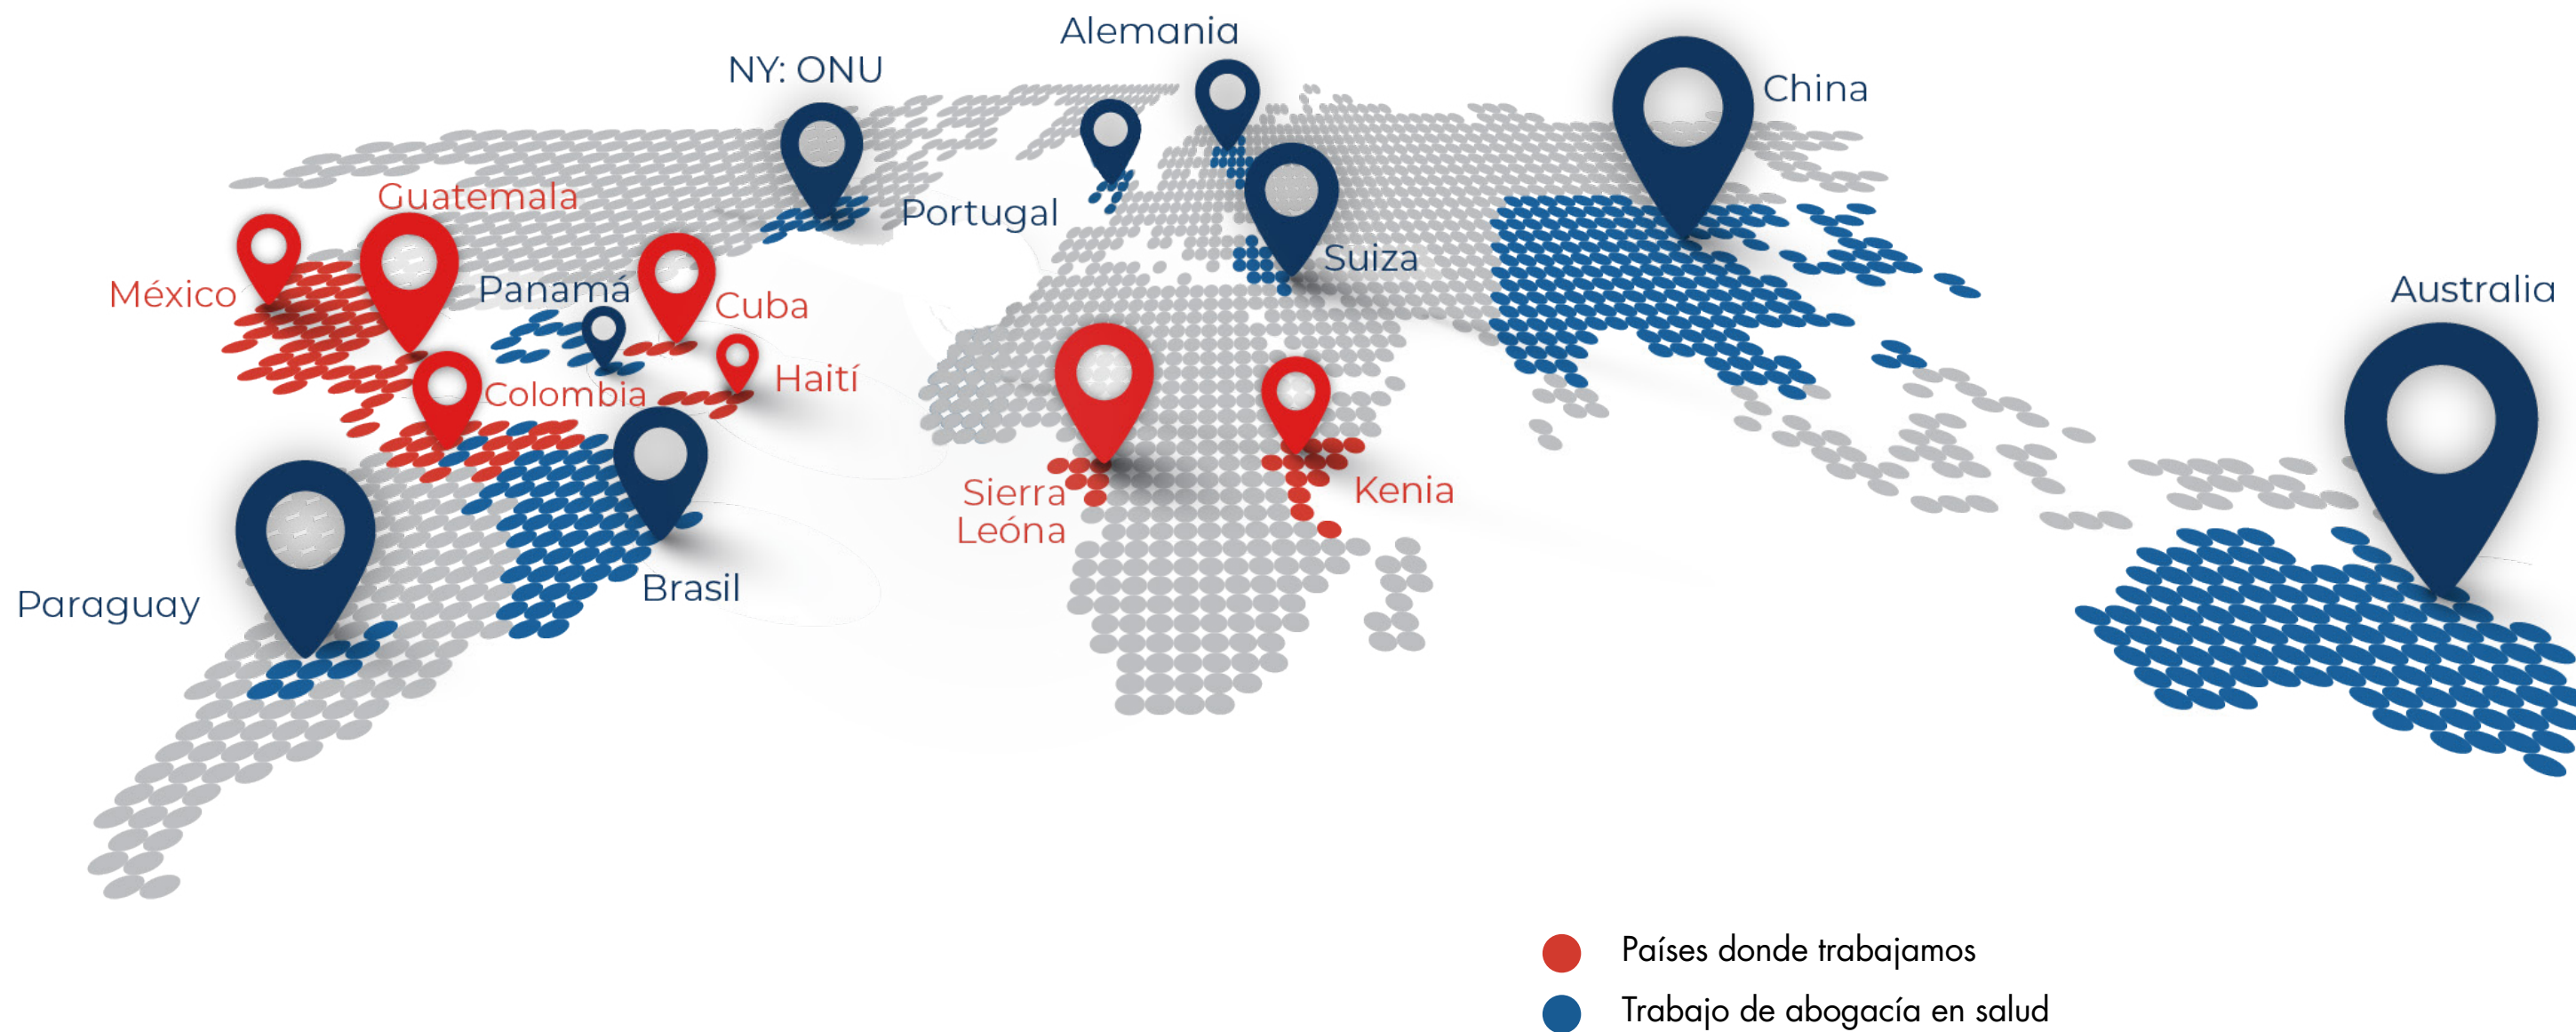 Alemania
NY: ONU
China
Guatemala
Portugal
Suiza
México
Panamá
Cuba
Australia
Haití
Colombia
Sierra
Leóna
Kenia
Brasil
Paraguay
Países donde trabajamos
Trabajo de abogacía en salud